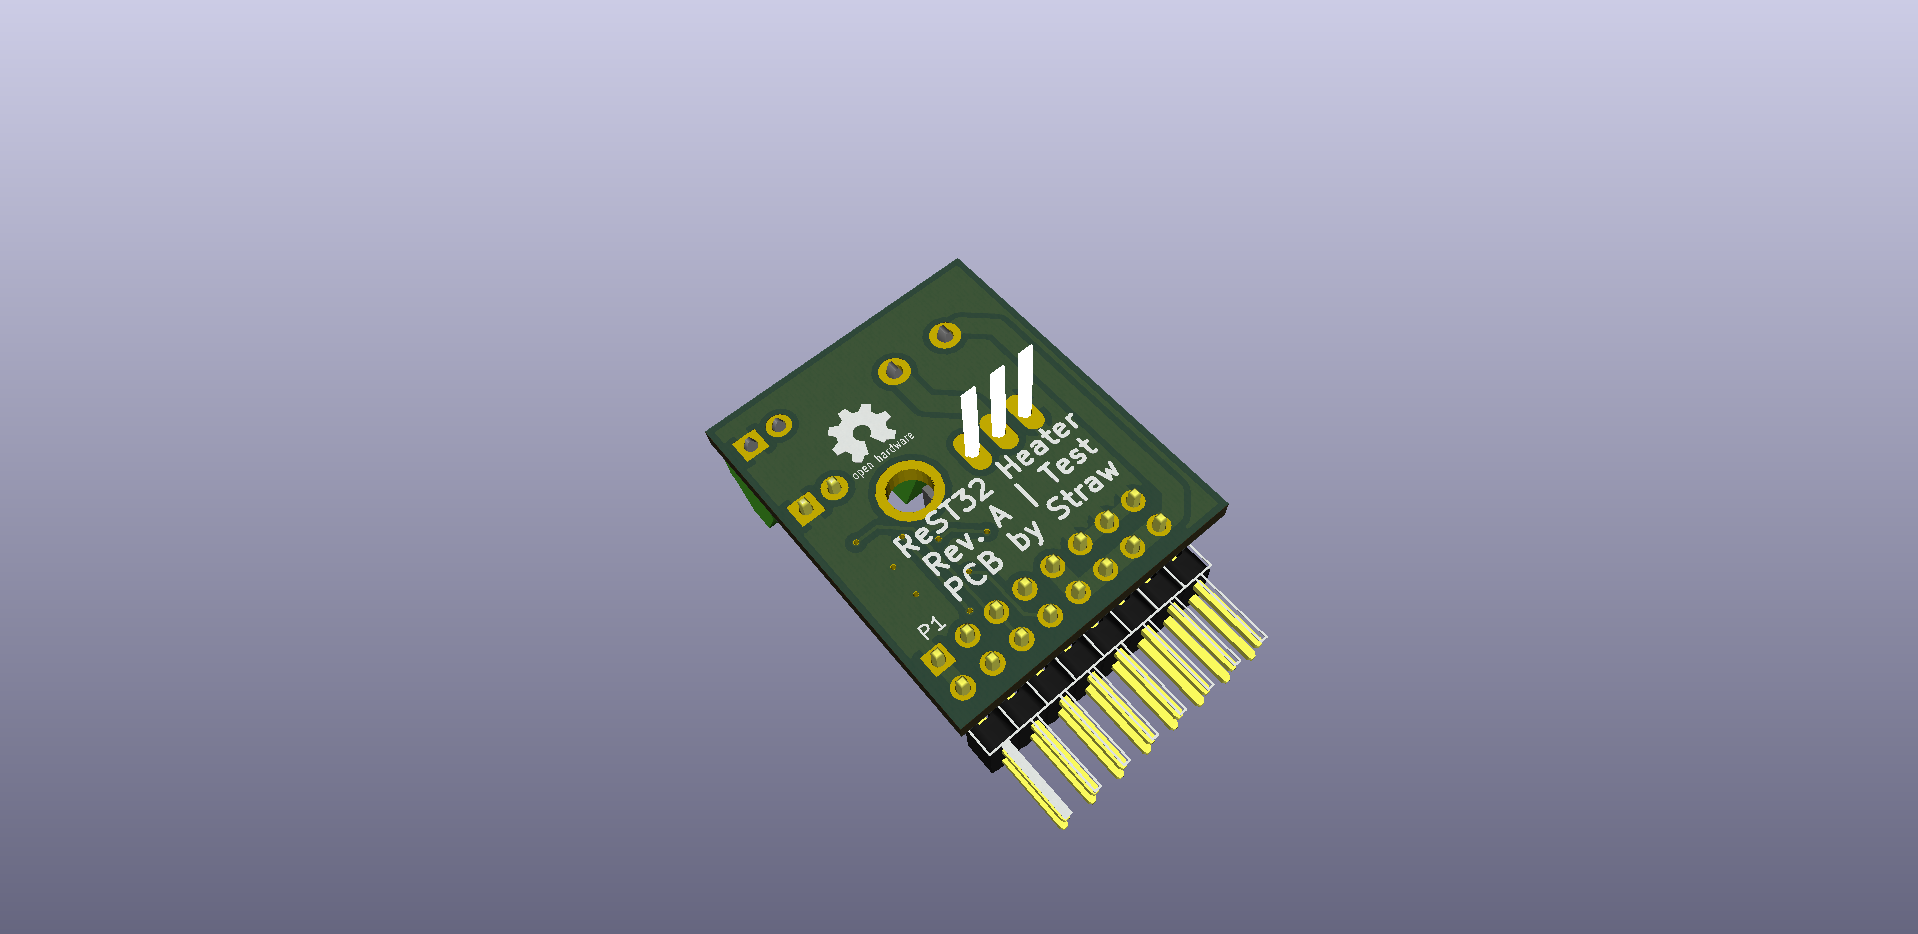 open hardware
ReST32 Heater
Rev. A | Test
PCB by Straw
P1